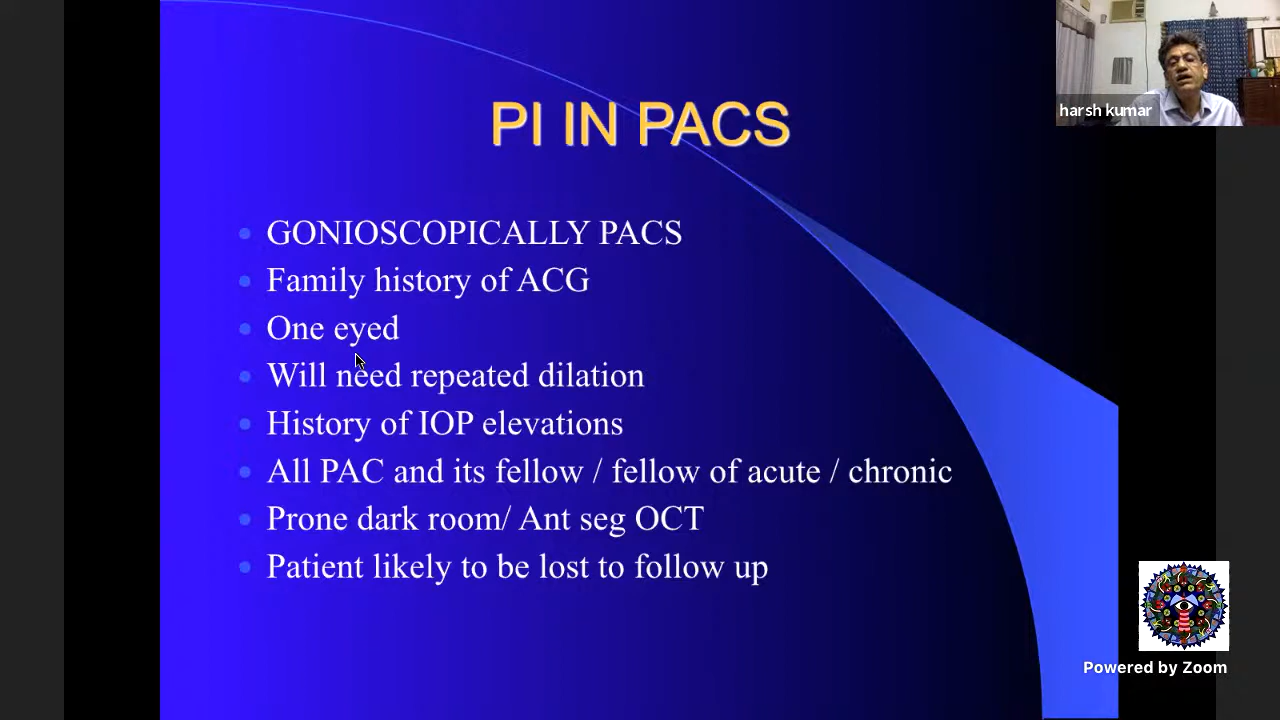 PI IN PACS
harsh kumar
GONIOSCOPICALLY PACS
Family history of ACG
One eyed
Will need repeated dilation
History of IOP elevations
All PAC and its fellow / fellow of acute / chronic
Prone dark room/ Ant seg OCT
Patient likely to be lost to follow up
Powered by Zoom